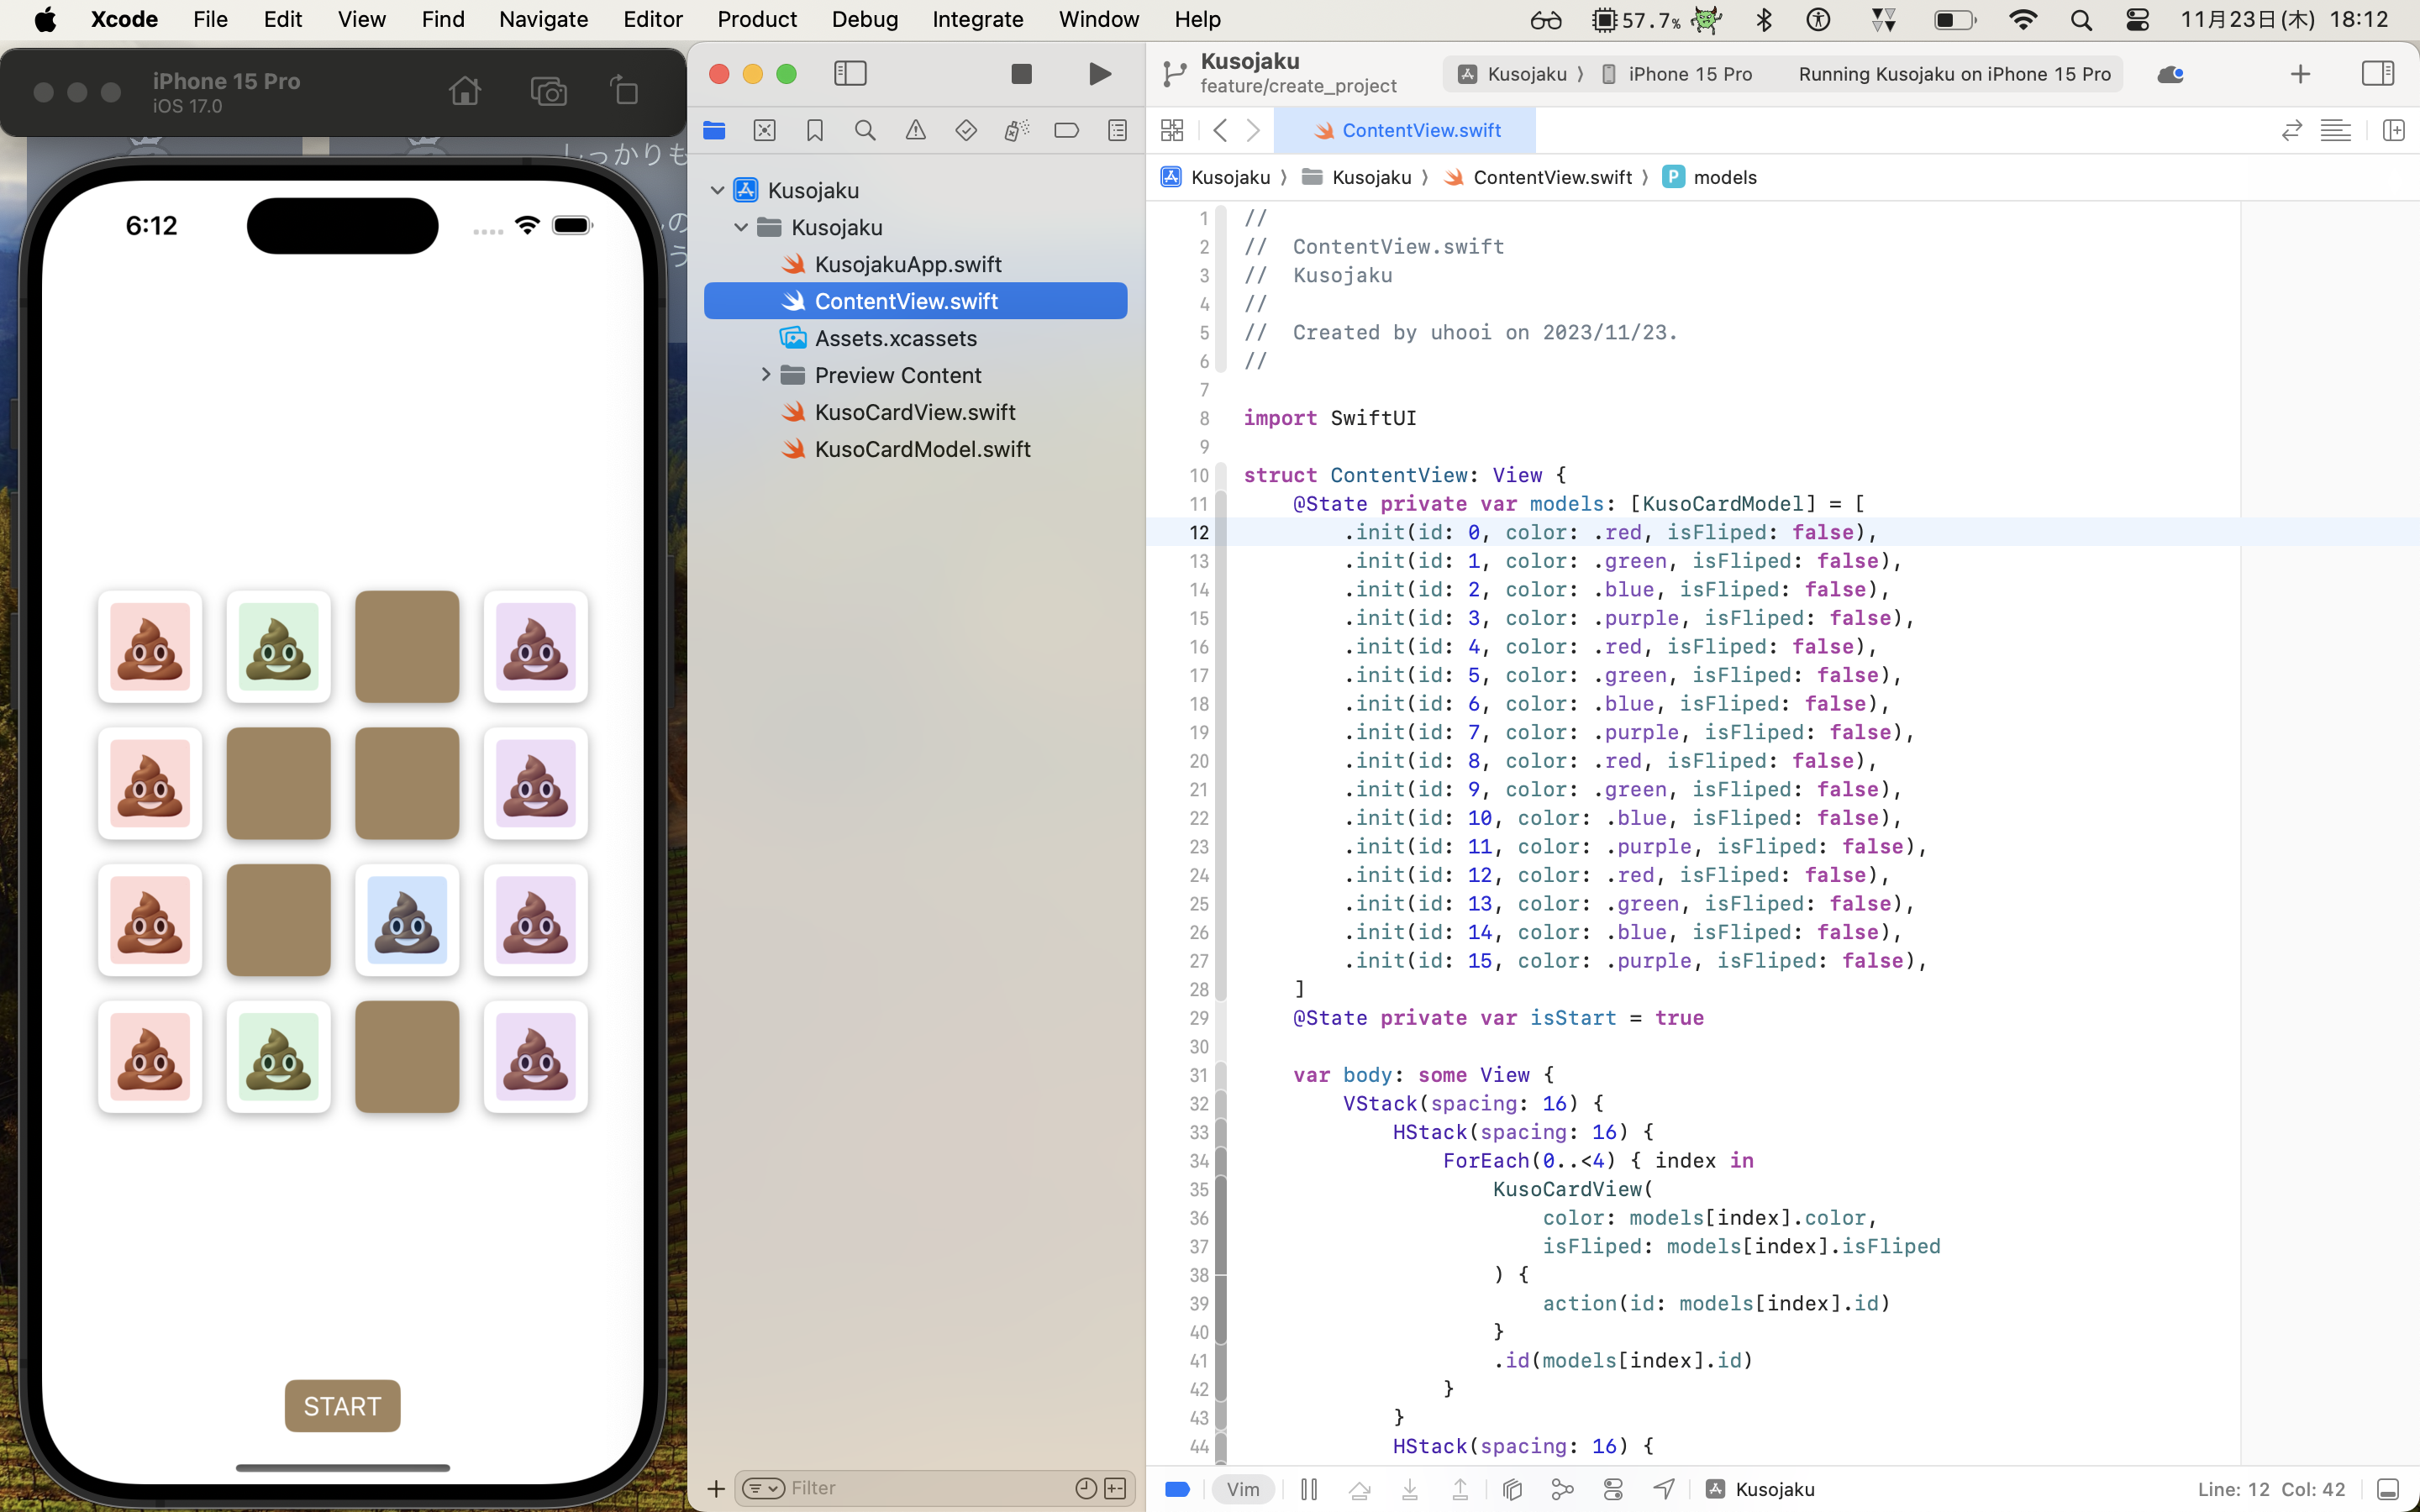 Xcode File Edit View Find Navigate Editor Product Debug Integrate Window Help 57.7% 11月23日(木) 18:12
iPhone 15 Pro
iOS 17.0
しっかりも
の
う
6:12
START
Kusojaku
Kusojaku
KusojakuApp.swift
ContentView.swift
Assets.xcassets
Preview Content
KusoCardView.swift
KusoCardModel.swift
Filter
Kusojaku
feature/create_project
Kusojaku iPhone 15 Pro Running Kusojaku on iPhone 15 Pro
ContentView.swift
Kusojaku Kusojaku ContentView.swift P models
1 //
2 // ContentView.swift
3 // Kusojaku
4 //
5 // Created by uhooi on 2023/11/23.
6 //
7
8 import SwiftUI
9
10 struct ContentView: View {
11 @State private var models: [KusoCardModel] = [
12 .init(id: 0, color: .red, isFliped: false),
13 .init(id: 1, color: .green, isFliped: false),
14 .init(id: 2, color: .blue, isFliped: false),
15 .init(id: 3, color: .purple, isFliped: false),
16 .init(id: 4, color: .red, isFliped: false),
17 .init(id: 5, color: .green, isFliped: false),
18 .init(id: 6, color: .blue, isFliped: false),
19 .init(id: 7, color: .purple, isFliped: false),
20 .init(id: 8, color: .red, isFliped: false),
21 .init(id: 9, color: .green, isFliped: false),
22 .init(id: 10, color: .blue, isFliped: false),
23 .init(id: 11, color: .purple, isFliped: false),
24 .init(id: 12, color: .red, isFliped: false),
25 .init(id: 13, color: .green, isFliped: false),
26 .init(id: 14, color: .blue, isFliped: false),
27 .init(id: 15, color: .purple, isFliped: false),
28 ]
29 @State private var isStart = true
30
31 var body: some View {
32 VStack(spacing: 16) {
33 HStack(spacing: 16) {
34 ForEach(0..<4) { index in
35 KusoCardView(
36 color: models[index].color,
37 isFliped: models[index].isFliped
38 ) {
39 action(id: models[index].id)
40 }
41 .id(models[index].id)
42 }
43 }
44 HStack(spacing: 16) {
Vim Kusojaku Line: 12 Col: 42